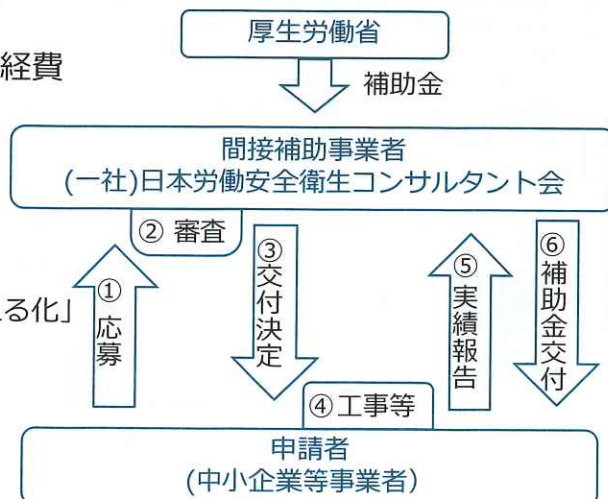 厚生労働省
経費
補助金
間接補助事業者
(一社)日本労働安全衛生コンサルタント会
② 審査
①応募
③交付決定
⑤実績報告
⑥補助金交付
る化」
④工事等
申請者
(中小企業等事業者)